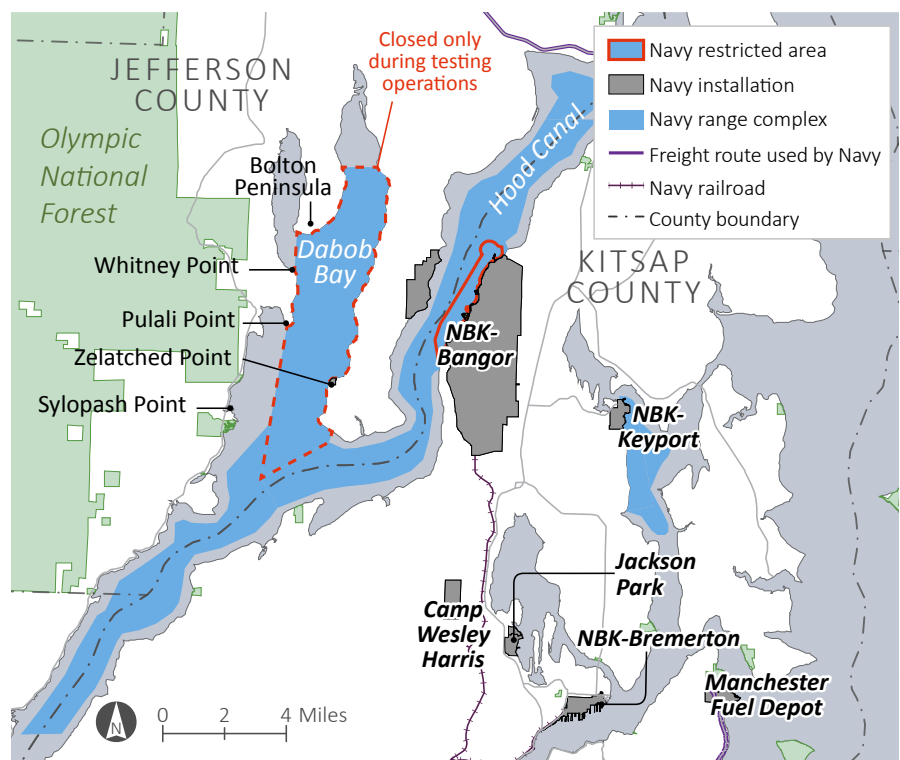 Closed only
during testing
operations
JEFFERSON
COUNTY
Olympic
National
Forest
Bolton
Peninsula
Hood Canal
Dabob
Bay
Whitney Point
Pulali Point
Zelatched Point
Sylopash Point
NBK-
Bangor
KITSAP
COUNTY
NBK-
Keyport
Jackson
Park
Camp
Wesley
Harris
NBK-Bremerton
Manchester
Fuel Depot
Navy restricted area
Navy installation
Navy range complex
Freight route used by Navy
Navy railroad
County boundary
N
0 2 4 Miles